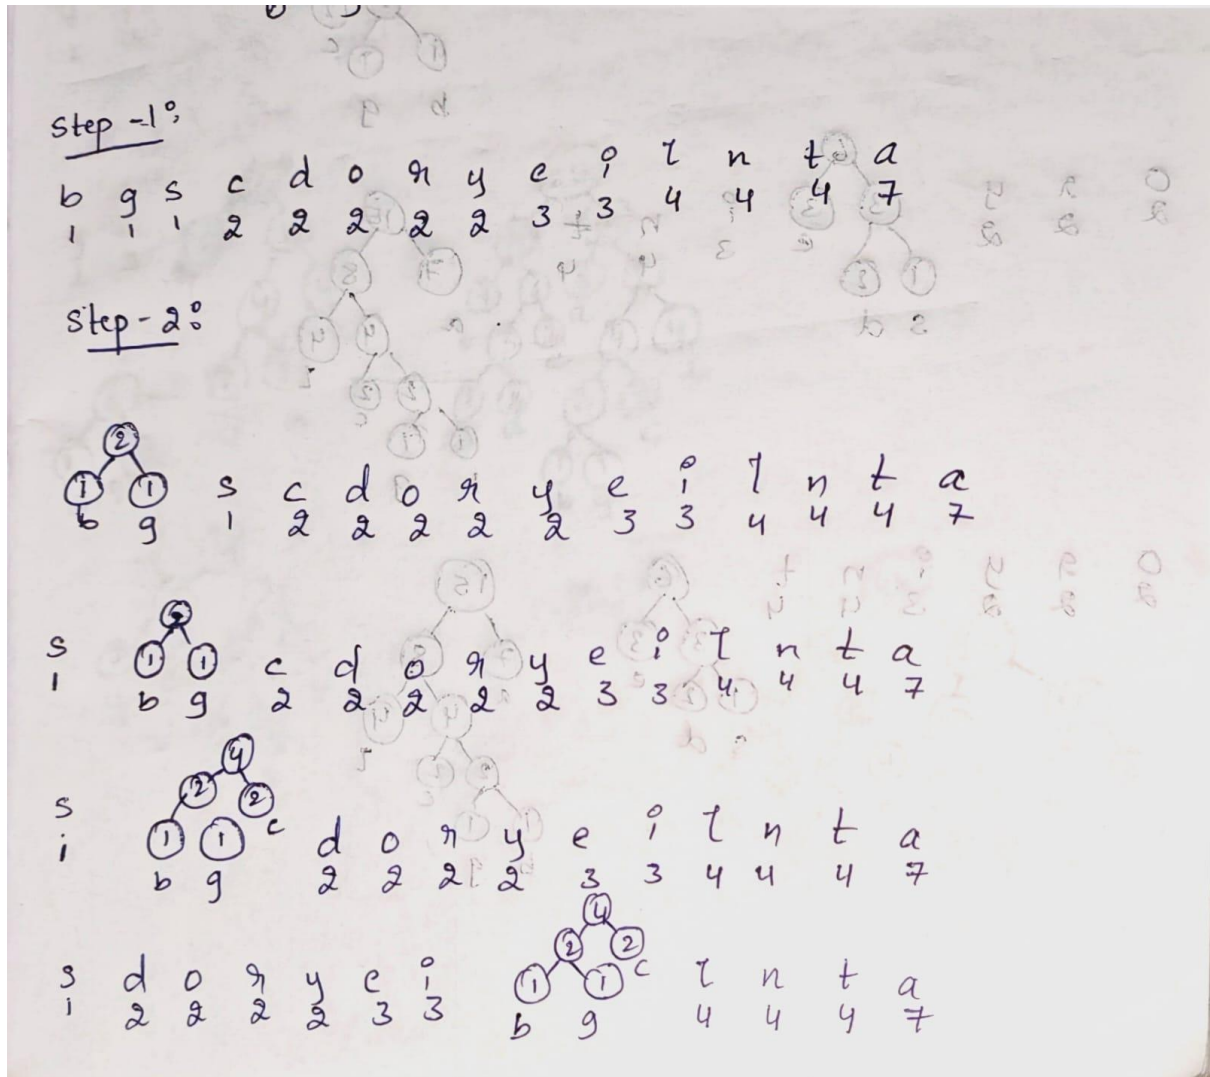 Step -1:
b g s c d o r y e i l n t a
1 1 1 2 2 2 2 2 3 3 4 4 4 7
Step - 2:
2
1 1 s c d o r y e i l n t a
b g 1 2 2 2 2 2 3 3 4 4 4 7
2
s 1 1 c d o r y e i l n t a
1 b g 2 2 2 2 2 3 3 4 4 4 7
4
2 2
s 1 1 c d o r y e i l n t a
1 b g 2 2 2 2 3 3 4 4 4 7
4
2 2
s d o r y e i 1 1 c l n t a
1 2 2 2 2 3 3 b g 4 4 4 7